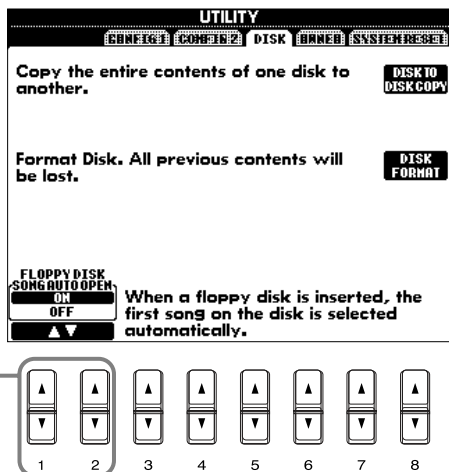 UTILITY
CONFIG 1 CONFIG 2 DISK OWNER SYSTEM RESET
Copy the entire contents of one disk to
another.
DISK TO
DISK COPY
Format Disk. All previous contents will
be lost.
DISK
FORMAT
FLOPPY DISK
SONG AUTO OPEN
ON
OFF
▲▼
When a floppy disk is inserted, the
first song on the disk is selected
automatically.
1 2 3 4 5 6 7 8